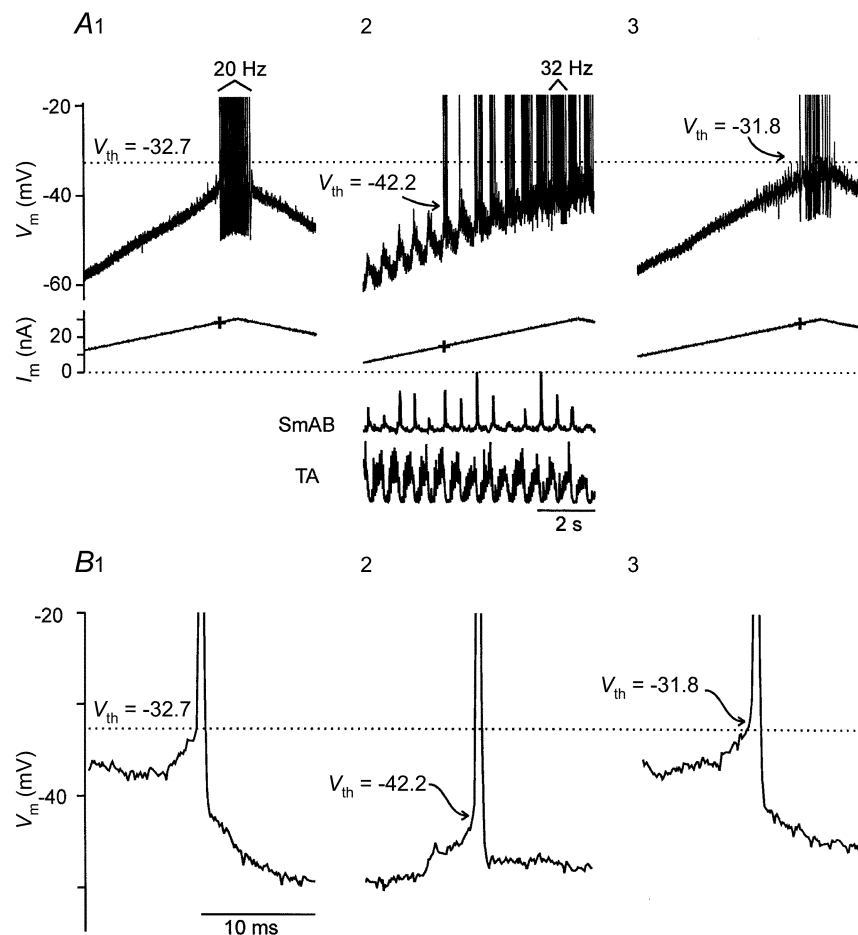 A1
2
3
20 Hz
32 Hz
-20
-40
-60
Vm (mV)
Vth = -32.7
Vth = -42.2
Vth = -31.8
20
0
Im (nA)
SmAB
TA
2 s
B1
2
3
-20
-40
Vm (mV)
Vth = -32.7
Vth = -42.2
Vth = -31.8
10 ms